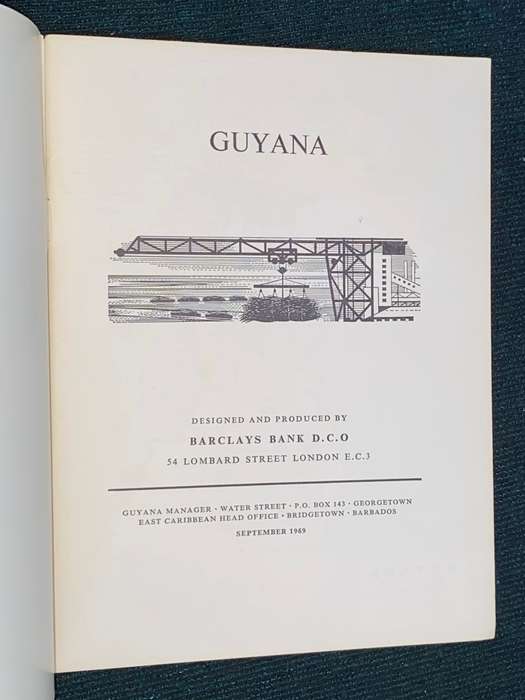 GUYANA
DESIGNED AND PRODUCED BY
BARCLAYS BANK D.C.O
54 LOMBARD STREET LONDON E.C.3
GUYANA MANAGER · WATER STREET · P.O. BOX 143 · GEORGETOWN
EAST CARIBBEAN HEAD OFFICE · BRIDGETOWN · BARBADOS
SEPTEMBER 1969